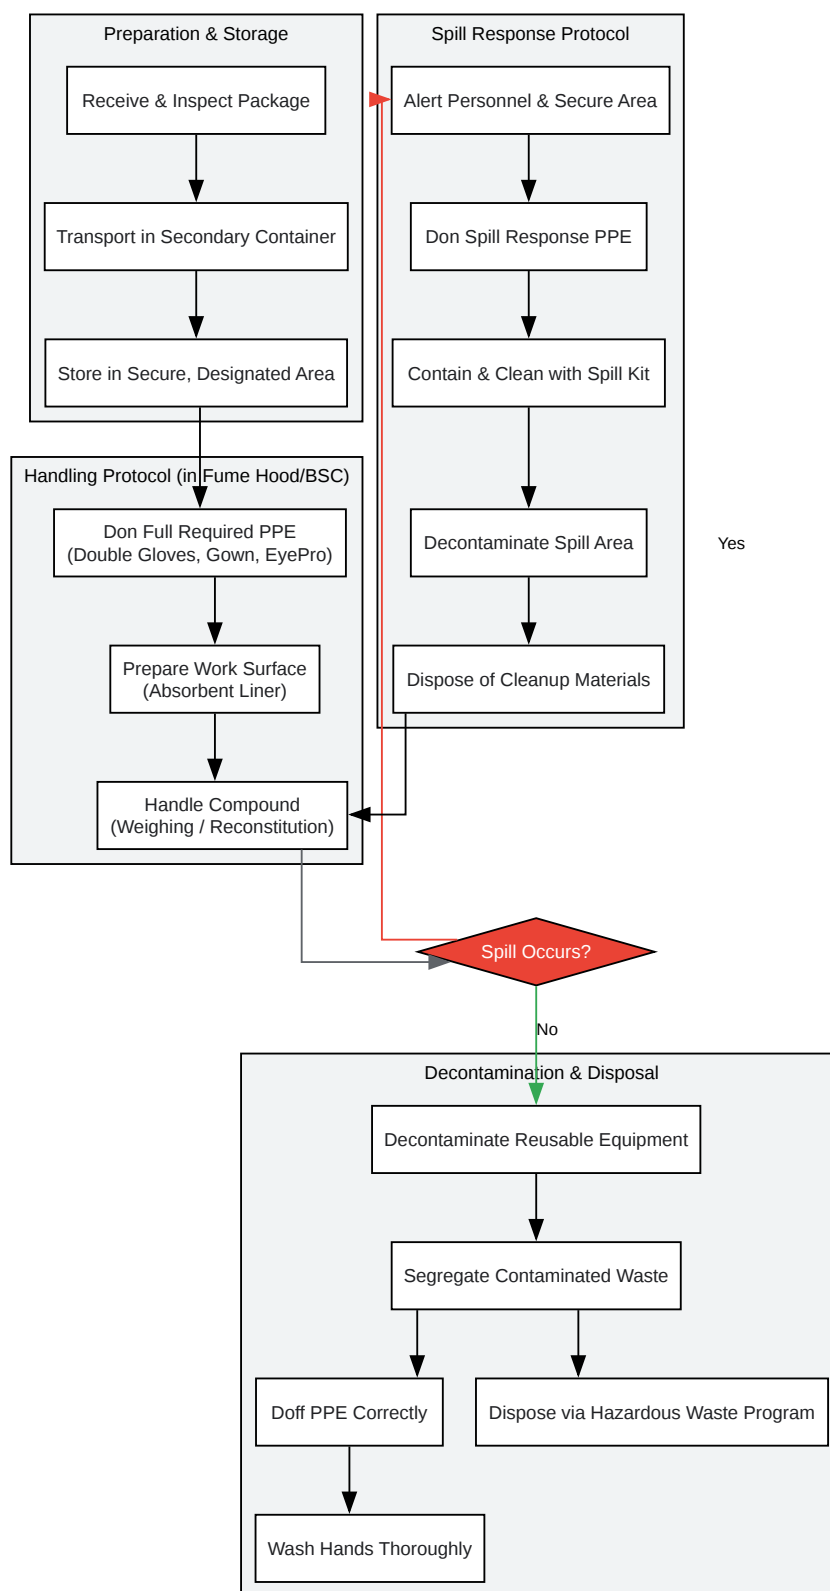 Preparation & Storage
Receive & Inspect Package
Transport in Secondary Container
Store in Secure, Designated Area
Handling Protocol (in Fume Hood/BSC)
Don Full Required PPE
(Double Gloves, Gown, EyePro)
Prepare Work Surface
(Absorbent Liner)
Handle Compound
(Weighing / Reconstitution)
Spill Response Protocol
Alert Personnel & Secure Area
Don Spill Response PPE
Contain & Clean with Spill Kit
Decontaminate Spill Area
Dispose of Cleanup Materials
Yes
Spill Occurs?
No
Decontamination & Disposal
Decontaminate Reusable Equipment
Segregate Contaminated Waste
Doff PPE Correctly
Dispose via Hazardous Waste Program
Wash Hands Thoroughly